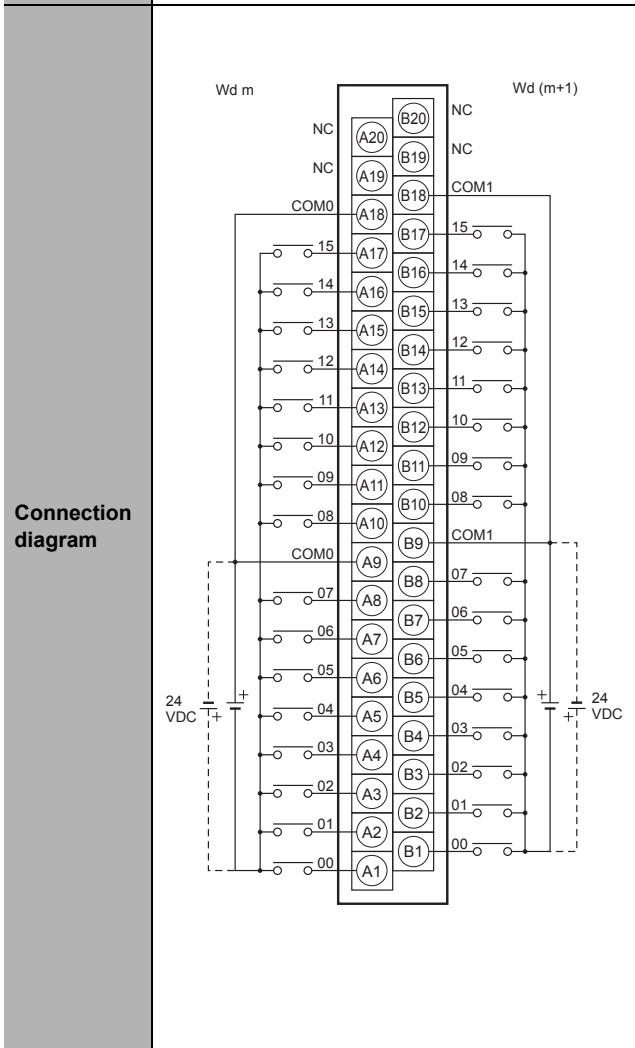 Connection
diagram
Wd m
Wd (m+1)
NC A20 B20 NC
NC A19 B19 NC
COM0 A18 B18 COM1
15 A17 B17 15
14 A16 B16 14
13 A15 B15 13
12 A14 B14 12
11 A13 B13 11
10 A12 B12 10
09 A11 B11 09
08 A10 B10 08
COM0 A9 B9 COM1
07 A8 B8 07
06 A7 B7 06
05 A6 B6 05
04 A5 B5 04
03 A4 B4 03
02 A3 B3 02
01 A2 B2 01
00 A1 B1 00
24
VDC
+ +
+ +
24
VDC